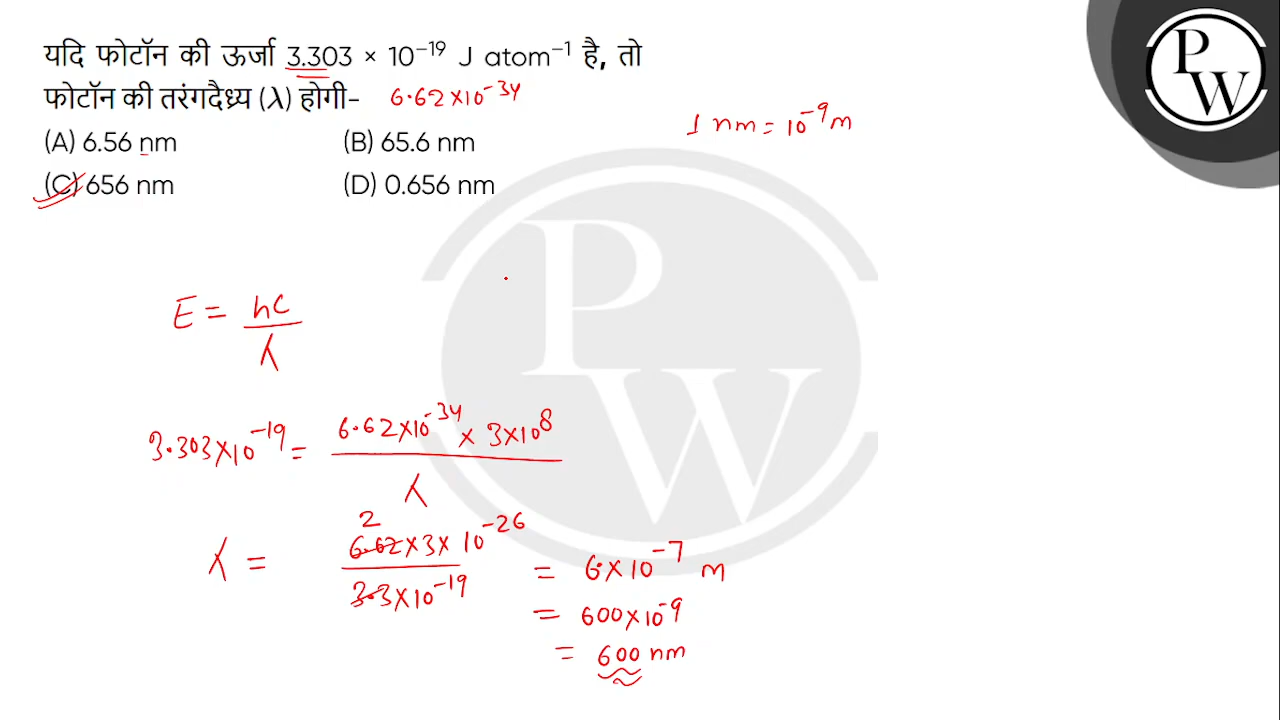 यदि फोटॉन की ऊर्जा 3.303 × 10⁻¹⁹ J atom⁻¹ है, तो
फोटॉन की तरंगदैध्य (λ) होगी- 6.62×10⁻³⁴
1 nm = 10⁻⁹ m
(A) 6.56 nm (B) 65.6 nm
(C) 656 nm (D) 0.656 nm
E = hc/λ
3.303×10⁻¹⁹ = 6.62×10⁻³⁴ × 3×10⁸ / λ
2
λ = 6.62×3×10⁻²⁶ / 3.3×10⁻¹⁹ = 6×10⁻⁷ m
= 600×10⁻⁹
= 600 nm
PW
PW